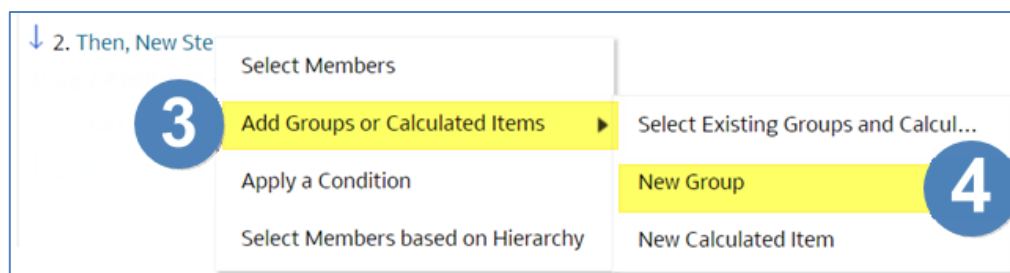 ↓ 2. Then, New Ste
Select Members
3
Add Groups or Calculated Items ▶
Select Existing Groups and Calcul...
Apply a Condition
New Group
4
Select Members based on Hierarchy
New Calculated Item